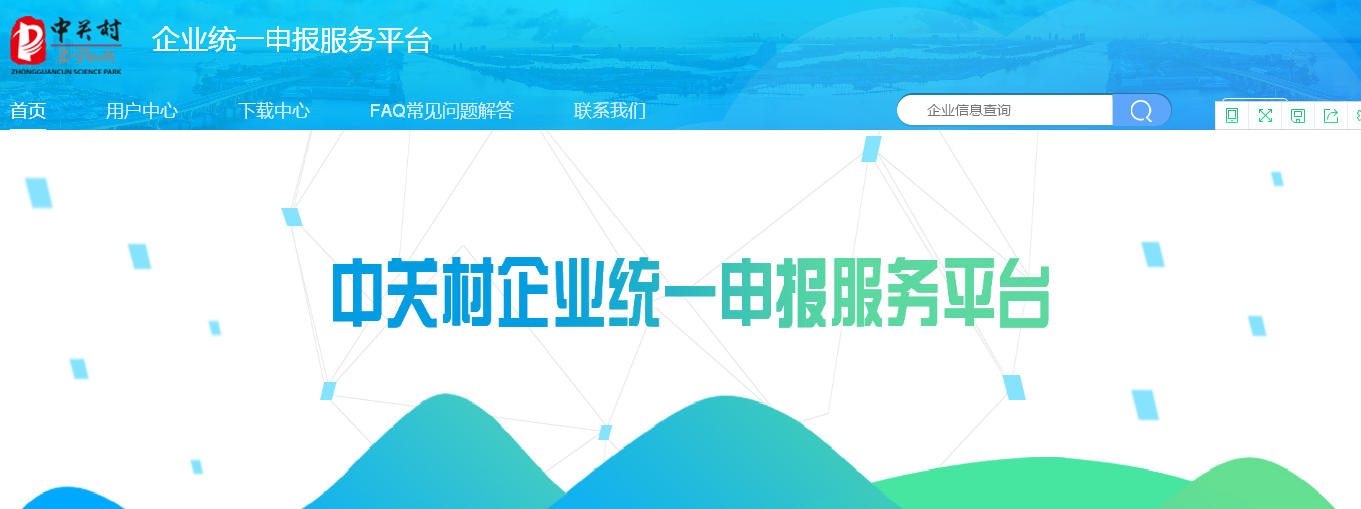 中关村
Z-Park
ZHONGGUANCUN SCIENCE PARK
企业统一申报服务平台
首页 用户中心 下载中心 FAQ常见问题解答 联系我们 企业信息查询
中关村企业统一申报服务平台